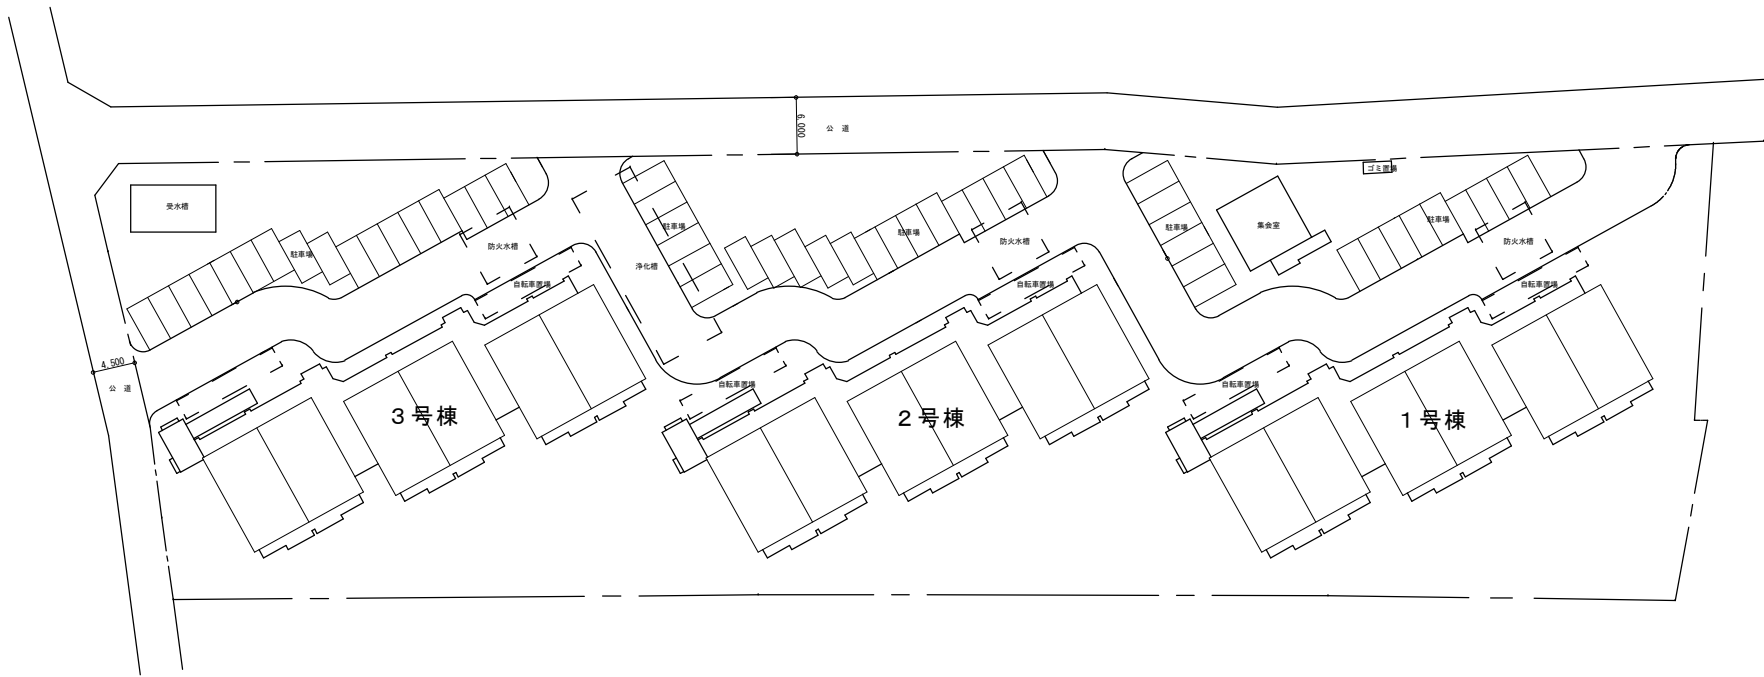 6,000
公　道
ゴミ置場
受水槽
駐車場
防火水槽
浄化槽
自転車置場
駐車場
駐車場
防火水槽
自転車置場
駐車場
集会室
駐車場
防火水槽
自転車置場
4,500
公　道
自転車置場
自転車置場
３号棟
２号棟
１号棟